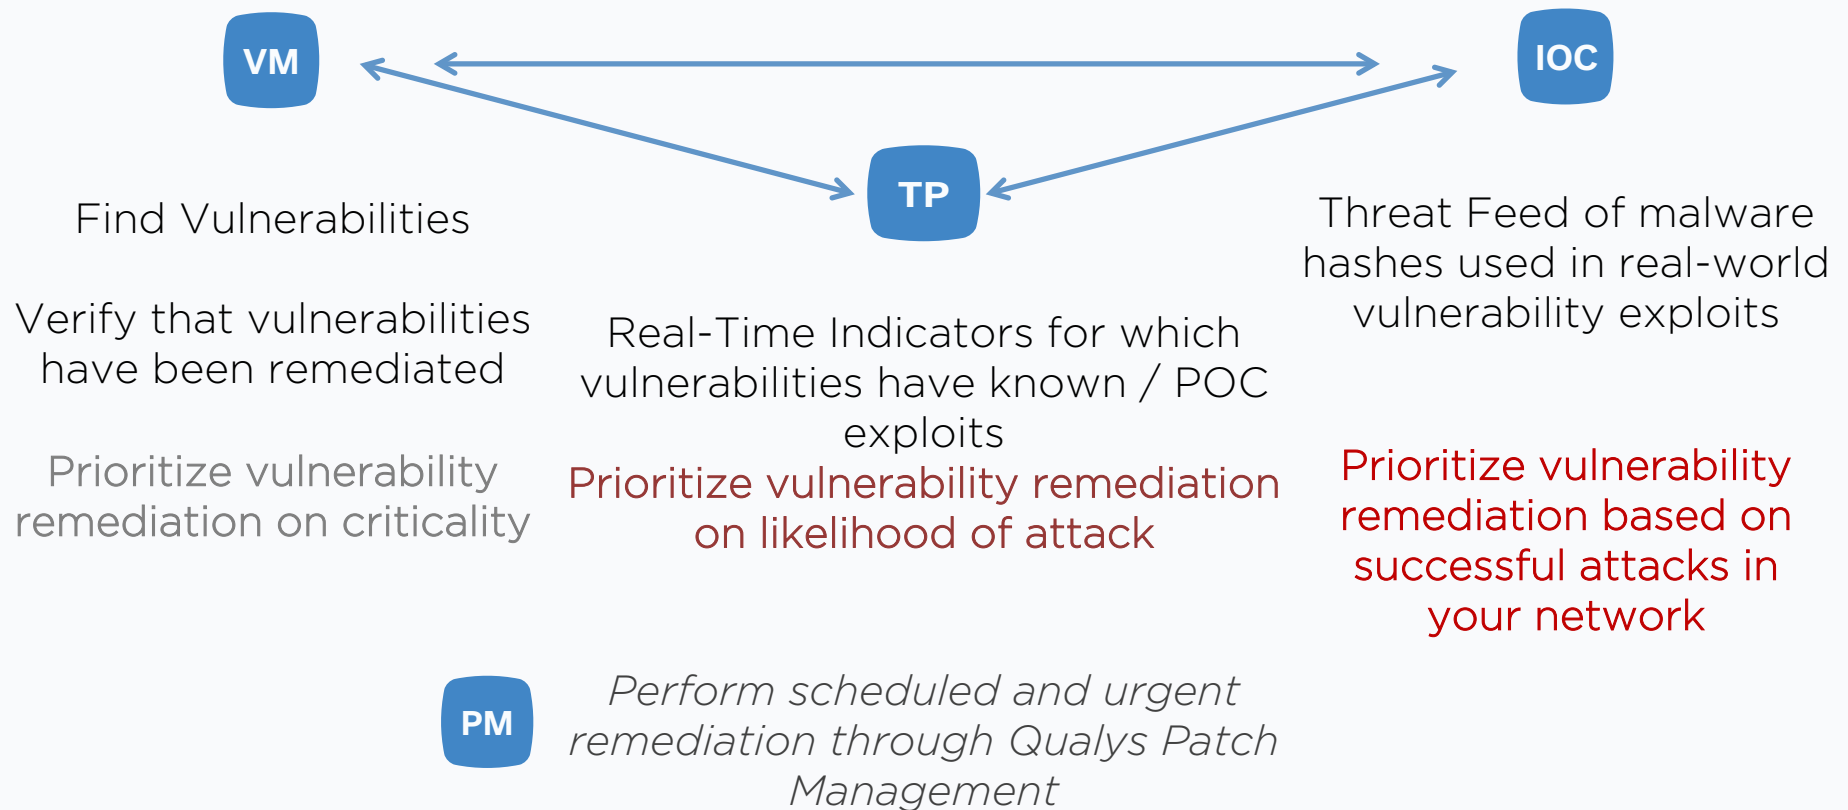 VM
IOC
TP
Find Vulnerabilities
Verify that vulnerabilities
have been remediated
Prioritize vulnerability
remediation on criticality
Real-Time Indicators for which
vulnerabilities have known / POC
exploits
Prioritize vulnerability remediation
on likelihood of attack
Threat Feed of malware
hashes used in real-world
vulnerability exploits
Prioritize vulnerability
remediation based on
successful attacks in
your network
PM
Perform scheduled and urgent
remediation through Qualys Patch
Management